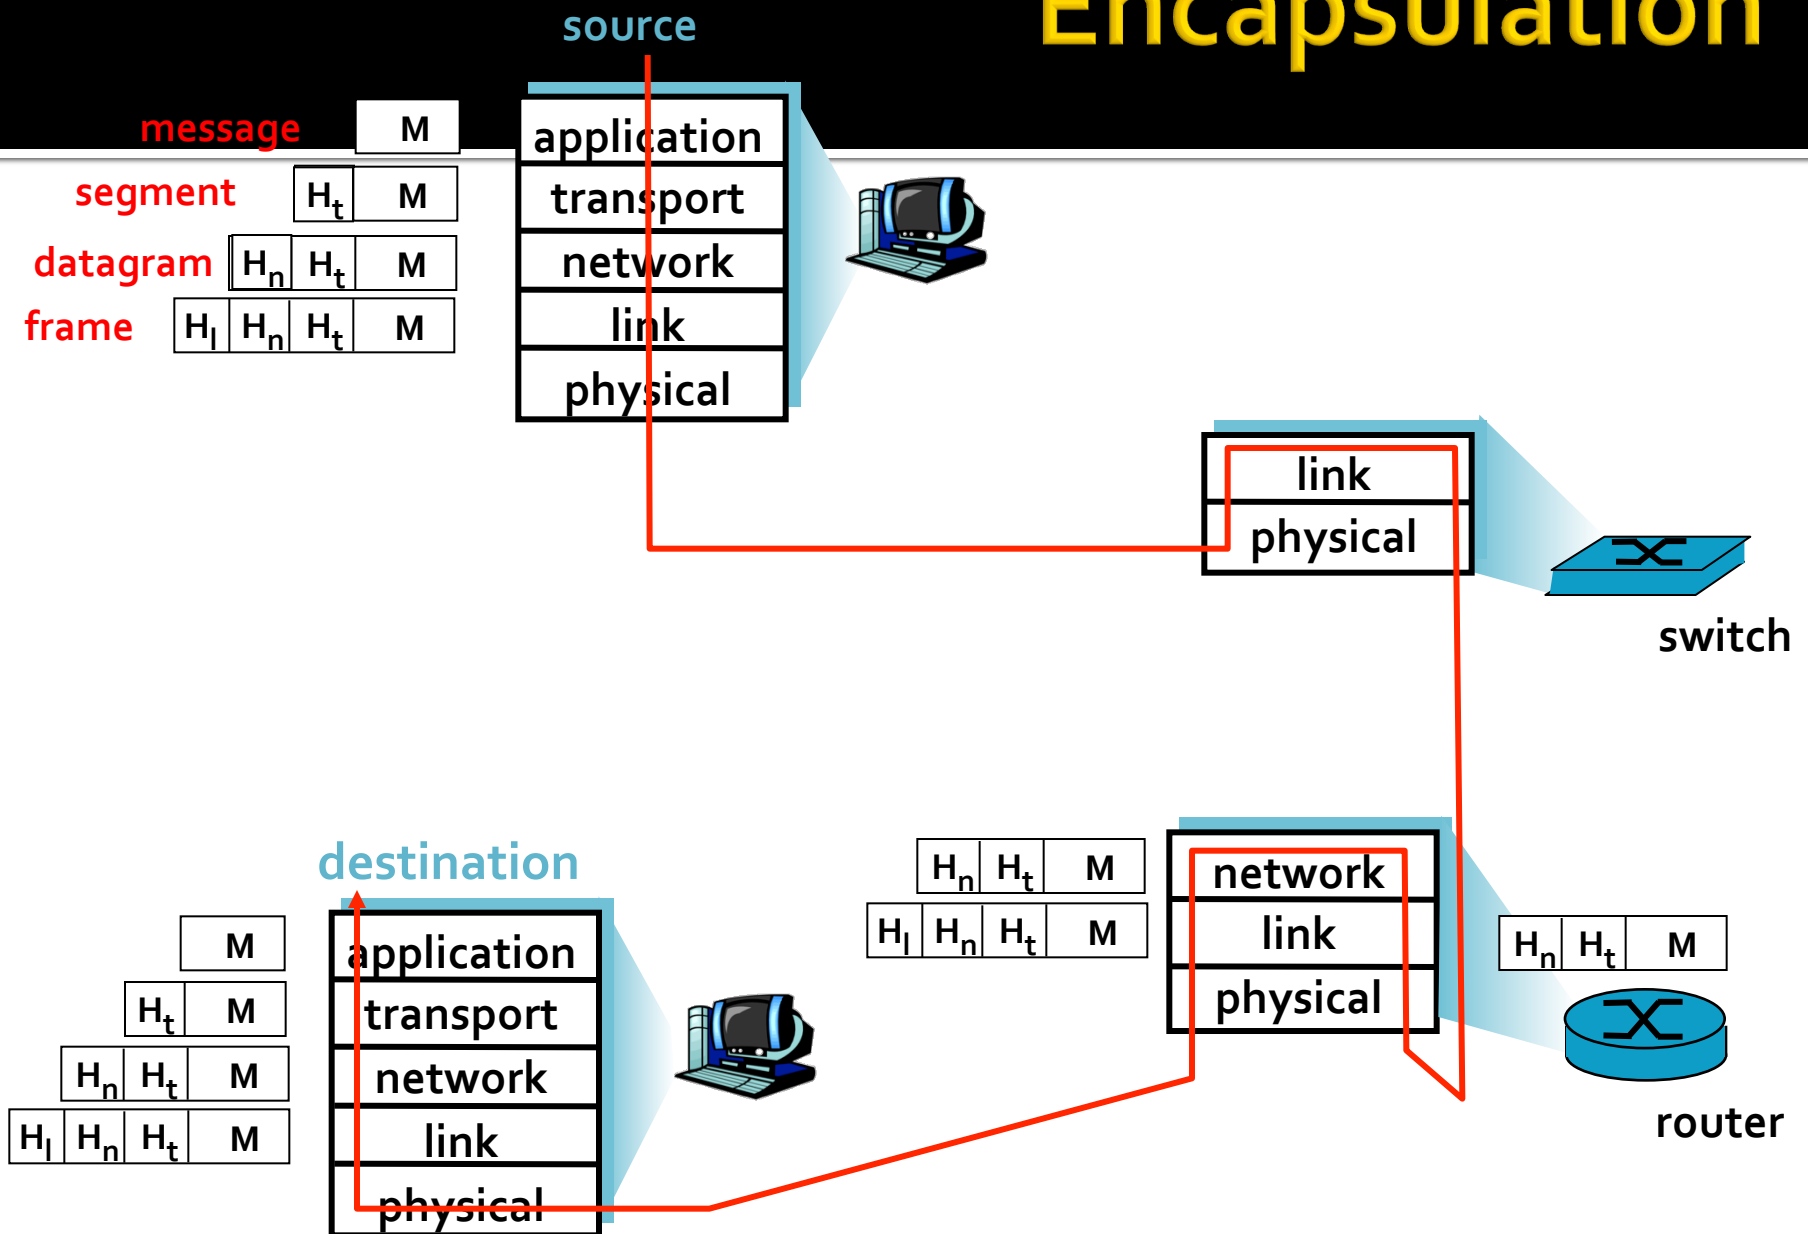 Encapsulation
source
message M
segment Ht M
datagram Hn Ht M
frame Hl Hn Ht M
application
transport
network
link
physical
link
physical
switch
Hn Ht M
Hl Hn Ht M
network
link
physical
Hn Ht M
router
destination
M
Ht M
Hn Ht M
Hl Hn Ht M
application
transport
network
link
physical